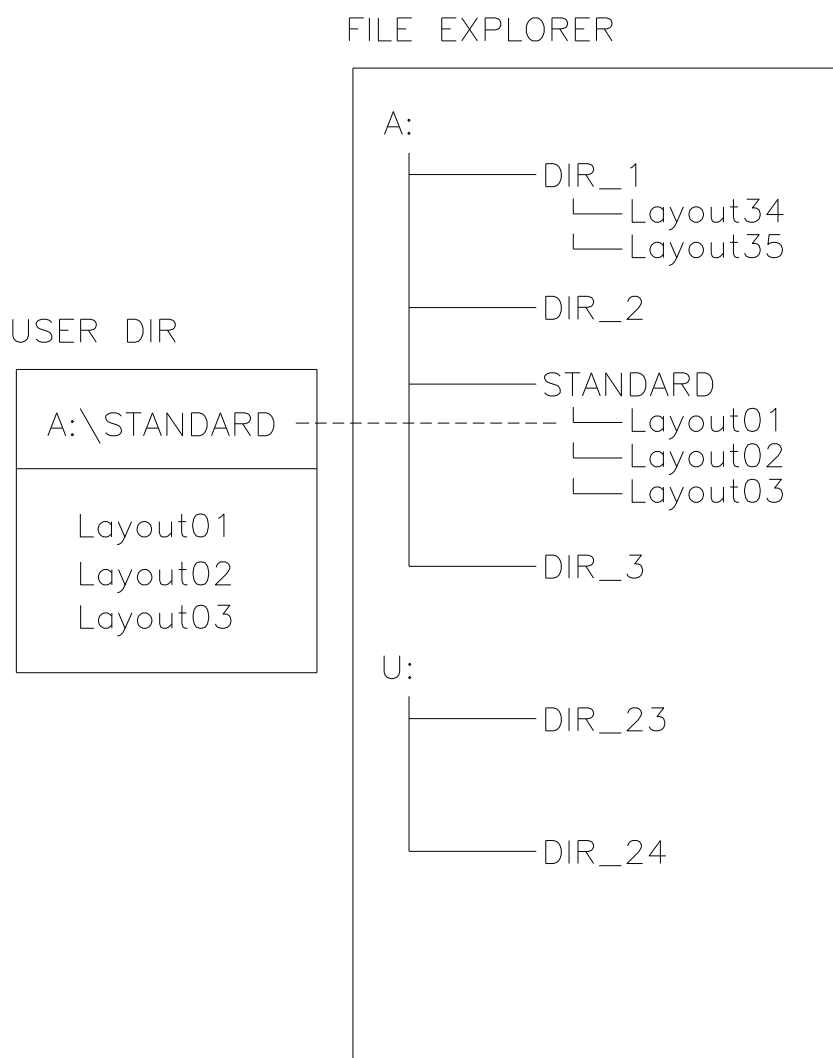 FILE EXPLORER
A:
DIR_1
Layout34
Layout35
DIR_2
STANDARD
Layout01
Layout02
Layout03
DIR_3
U:
DIR_23
DIR_24
USER DIR
A:\STANDARD
Layout01
Layout02
Layout03